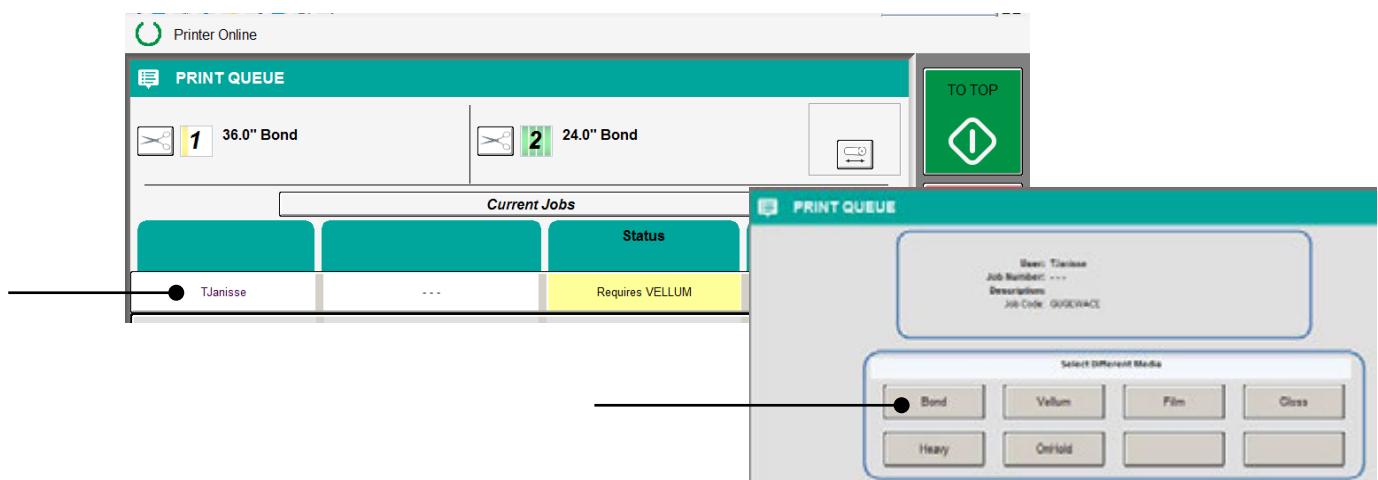 Printer Online
PRINT QUEUE
TO TOP
1 36.0" Bond
2 24.0" Bond
Current Jobs
Status
TJanisse - - - Requires VELLUM
PRINT QUEUE
User: TJanisse
Job Number: - - -
Description:
Job Code:
Select Different Media
Bond Vellum Film Gloss
Heavy OnHold